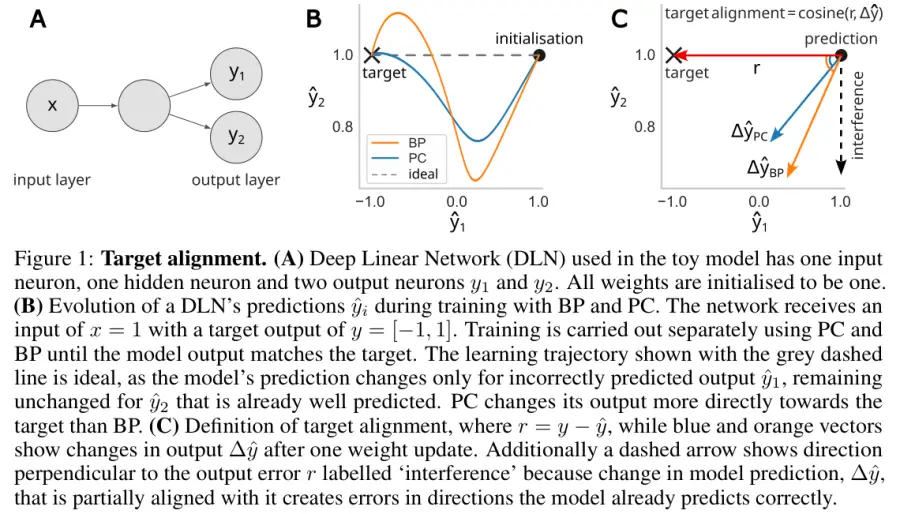 A
x
y₁
y₂
input layer
output layer
B
initialisation
target
ŷ₂
1.0
0.8
BP
PC
ideal
−1.0
0.0
1.0
ŷ₁
C
target alignment = cosine(r, Δŷ)
prediction
target
r
ŷ₂
1.0
0.8
Δŷ_PC
Δŷ_BP
interference
−1.0
0.0
1.0
ŷ₁
Figure 1: Target alignment. (A) Deep Linear Network (DLN) used in the toy model has one input
neuron, one hidden neuron and two output neurons y₁ and y₂. All weights are initialised to be one.
(B) Evolution of a DLN's predictions ŷᵢ during training with BP and PC. The network receives an
input of x = 1 with a target output of y = [−1, 1]. Training is carried out separately using PC and
BP until the model output matches the target. The learning trajectory shown with the grey dashed
line is ideal, as the model's prediction changes only for incorrectly predicted output ŷ₁, remaining
unchanged for ŷ₂ that is already well predicted. PC changes its output more directly towards the
target than BP. (C) Definition of target alignment, where r = y − ŷ, while blue and orange vectors
show changes in output Δŷ after one weight update. Additionally a dashed arrow shows direction
perpendicular to the output error r labelled ‘interference’ because change in model prediction, Δŷ,
that is partially aligned with it creates errors in directions the model already predicts correctly.